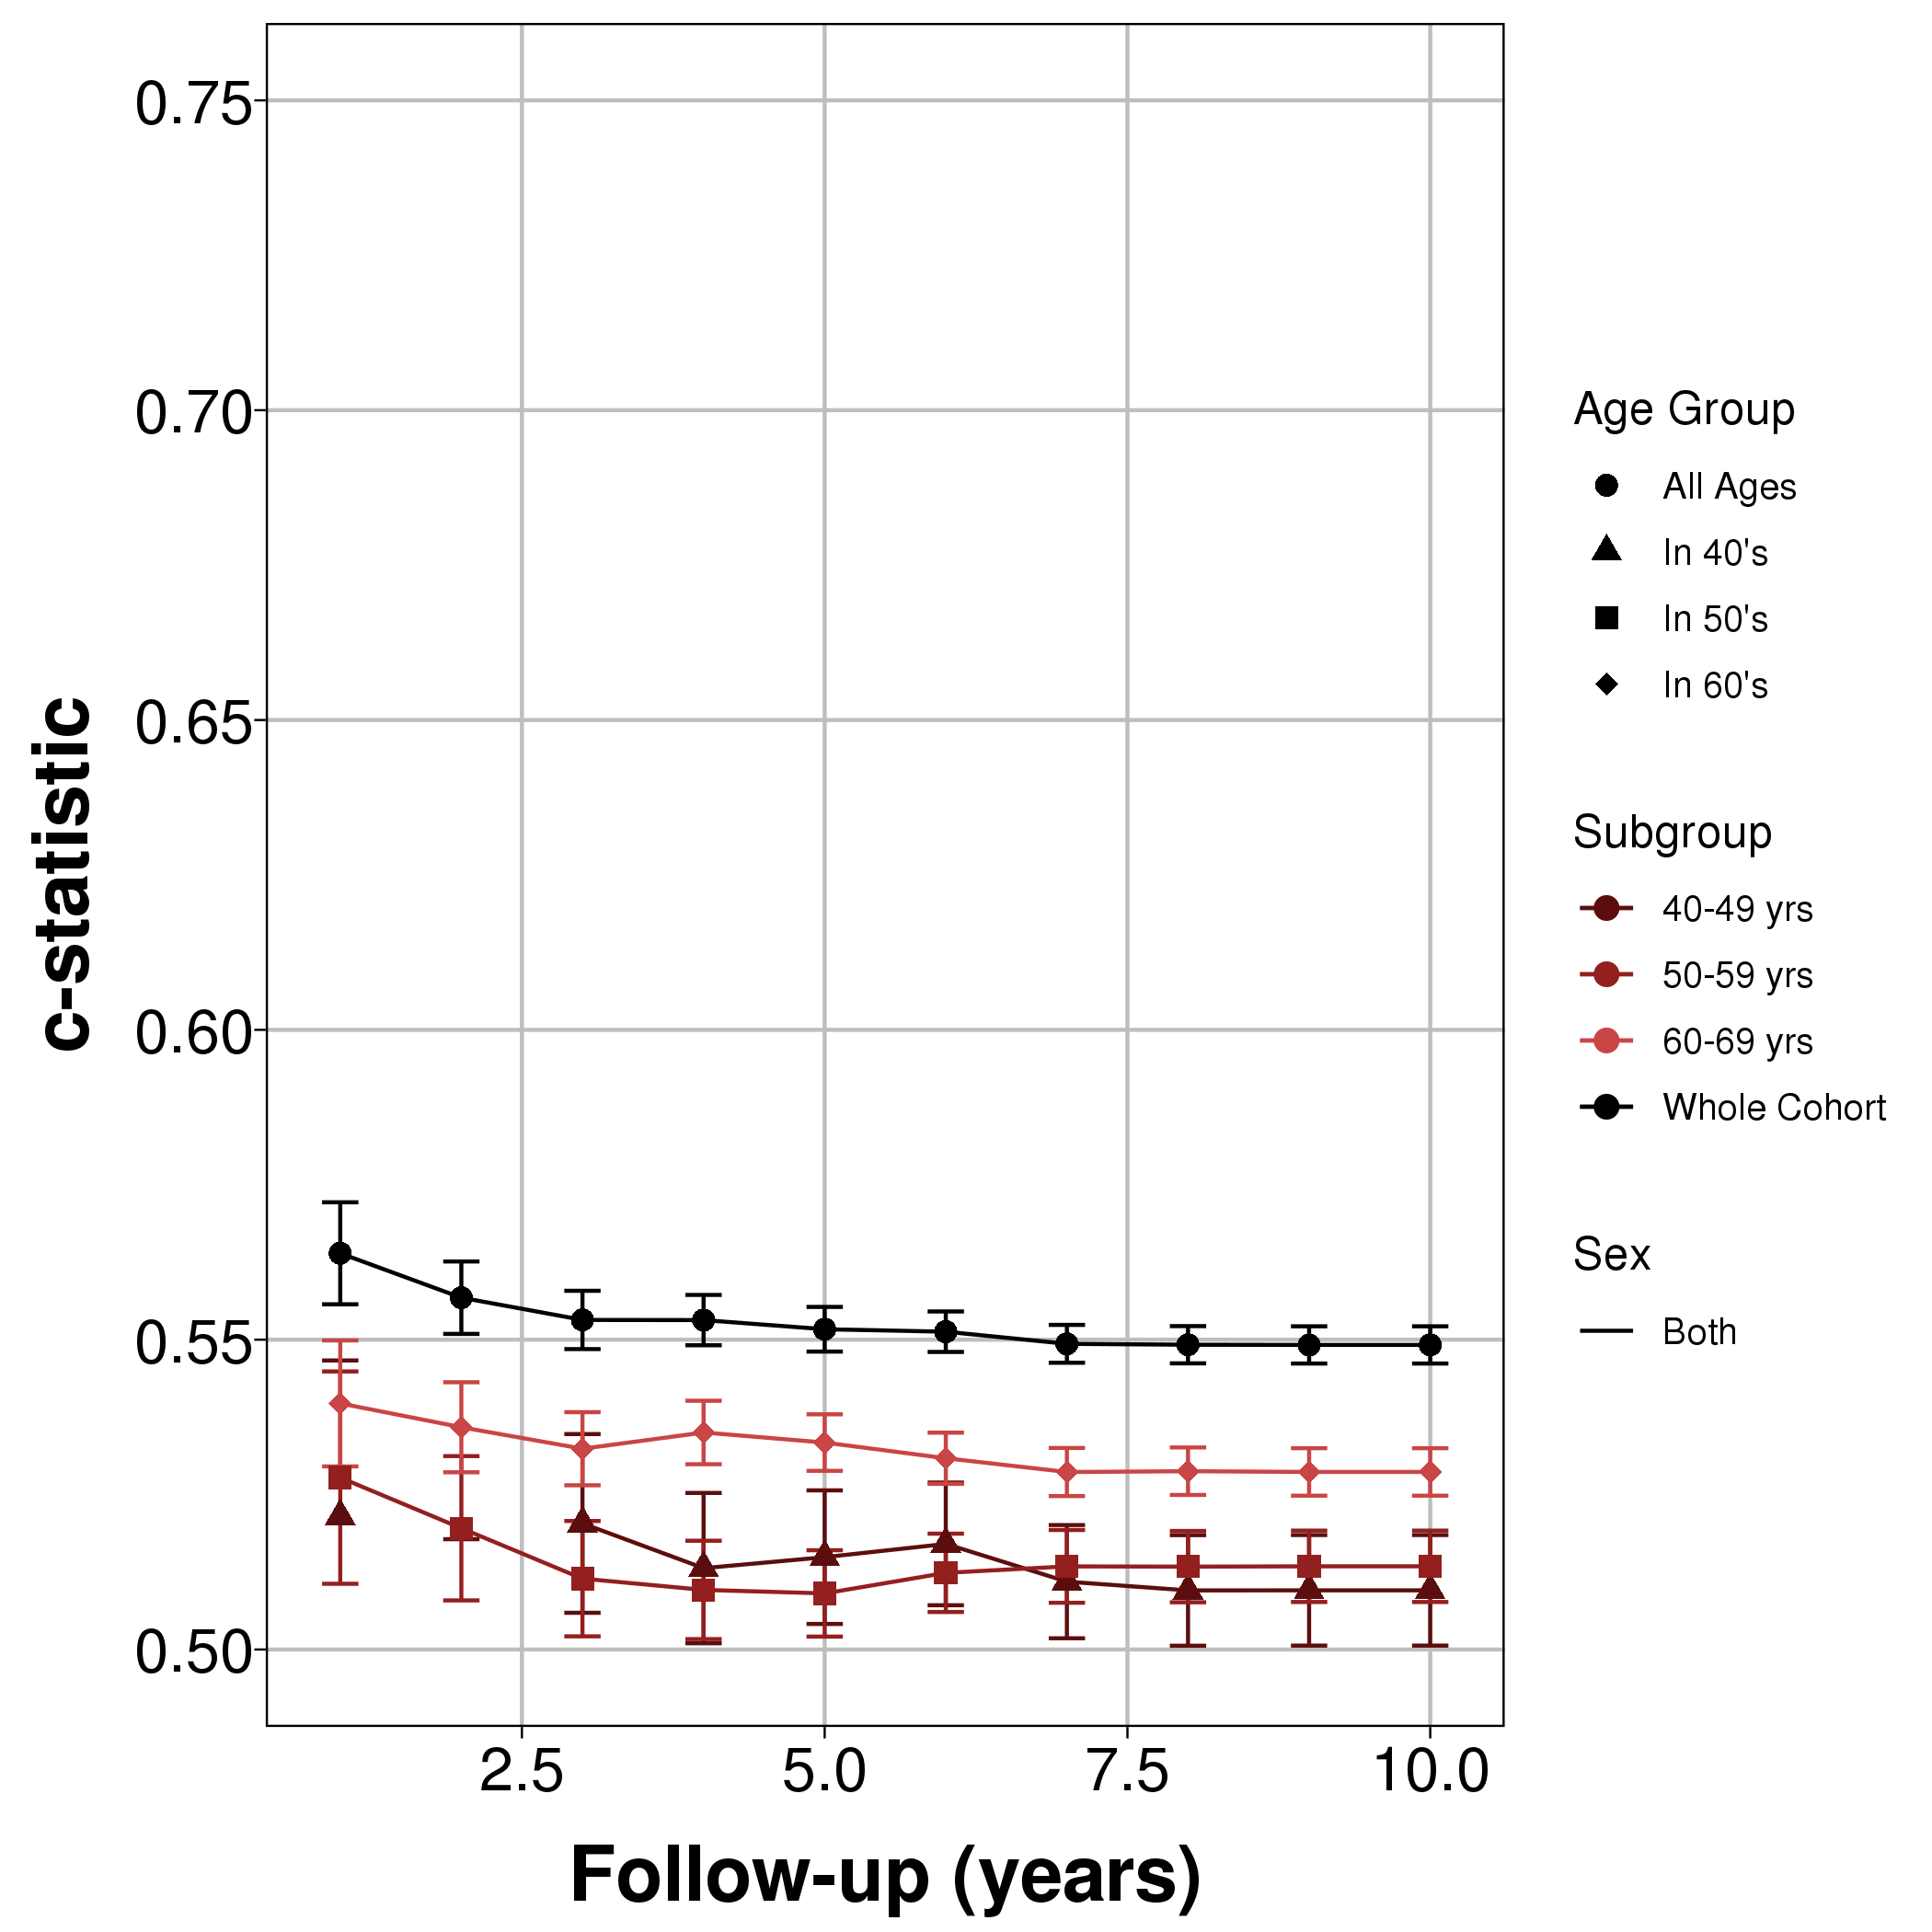 0.75
0.70
0.65
0.60
0.55
0.50
c-statistic
2.5 5.0 7.5 10.0
Follow-up (years)
Age Group
All Ages
In 40's
In 50's
In 60's
Subgroup
40-49 yrs
50-59 yrs
60-69 yrs
Whole Cohort
Sex
Both